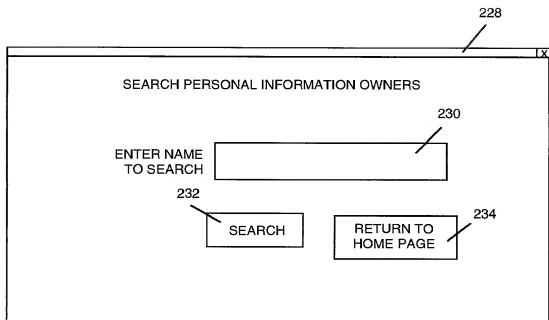 228
X
SEARCH PERSONAL INFORMATION OWNERS
230
ENTER NAME
TO SEARCH
232
SEARCH
234
RETURN TO
HOME PAGE